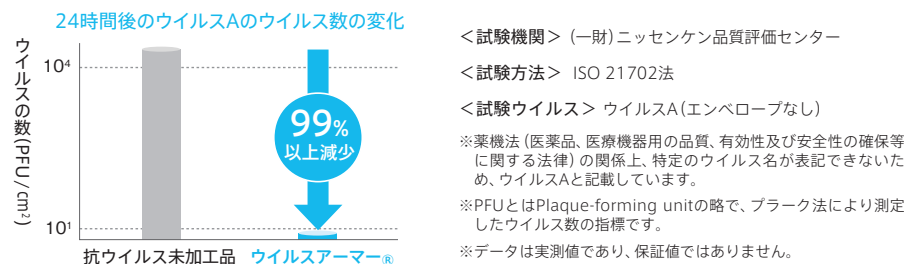 24時間後のウイルスAのウイルス数の変化
ウイルスの数(PFU/cm²)
10⁴
99%
以上減少
10¹
抗ウイルス未加工品 ウイルスアーマー®
＜試験機関＞ (一財)ニッセンケン品質評価センター
＜試験方法＞ ISO 21702法
＜試験ウイルス＞ ウイルスA(エンベロープなし)
※薬機法(医薬品、医療機器用の品質、有効性及び安全性の確保等
に関する法律)の関係上、特定のウイルス名が表記できないた
め、ウイルスAと記載しています。
※PFUとはPlaque-forming unitの略で、プラーク法により測定
したウイルス数の指標です。
※データは実測値であり、保証値ではありません。